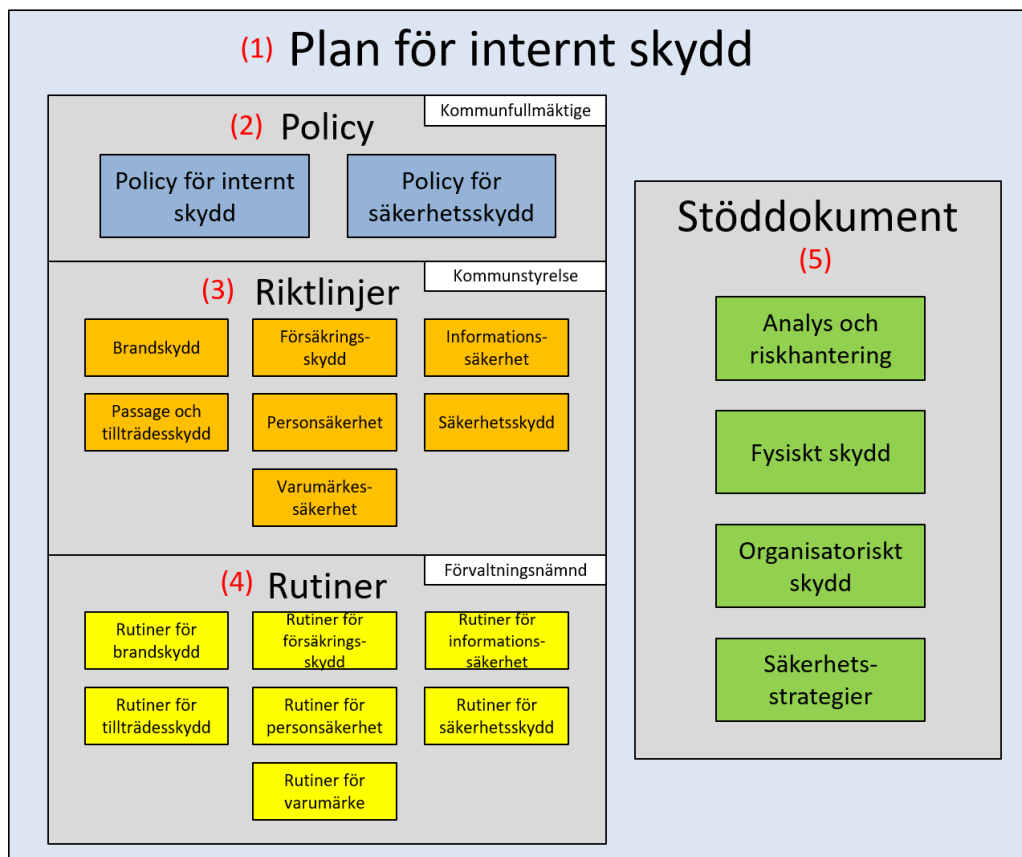 (1) Plan för internt skydd
Kommunfullmäktige
(2) Policy
Policy för internt
skydd
Policy för
säkerhetsskydd
Kommunstyrelse
(3) Riktlinjer
Brandskydd
Försäkrings-
skydd
Informations-
säkerhet
Passage och
tillträdesskydd
Personsäkerhet
Säkerhetsskydd
Varumärkes-
säkerhet
Förvaltningsnämnd
(4) Rutiner
Rutiner för
brandskydd
Rutiner för
försäkrings-
skydd
Rutiner för
informations-
säkerhet
Rutiner för
tillträdesskydd
Rutiner för
personsäkerhet
Rutiner för
säkerhetsskydd
Rutiner för
varumärke
Stöddokument
(5)
Analys och
riskhantering
Fysiskt skydd
Organisatoriskt
skydd
Säkerhets-
strategier